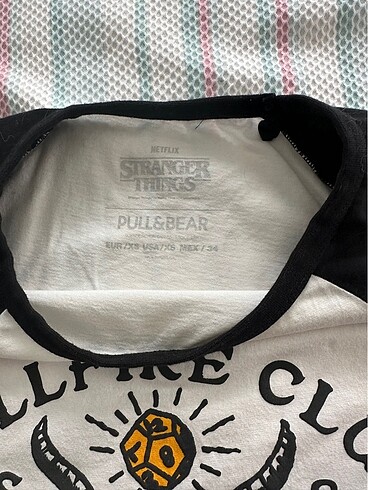 NETFLIX
STRANGER
THINGS
PULL&BEAR
EUR/XS USA/XS MEX/34
LLFIRE CLU